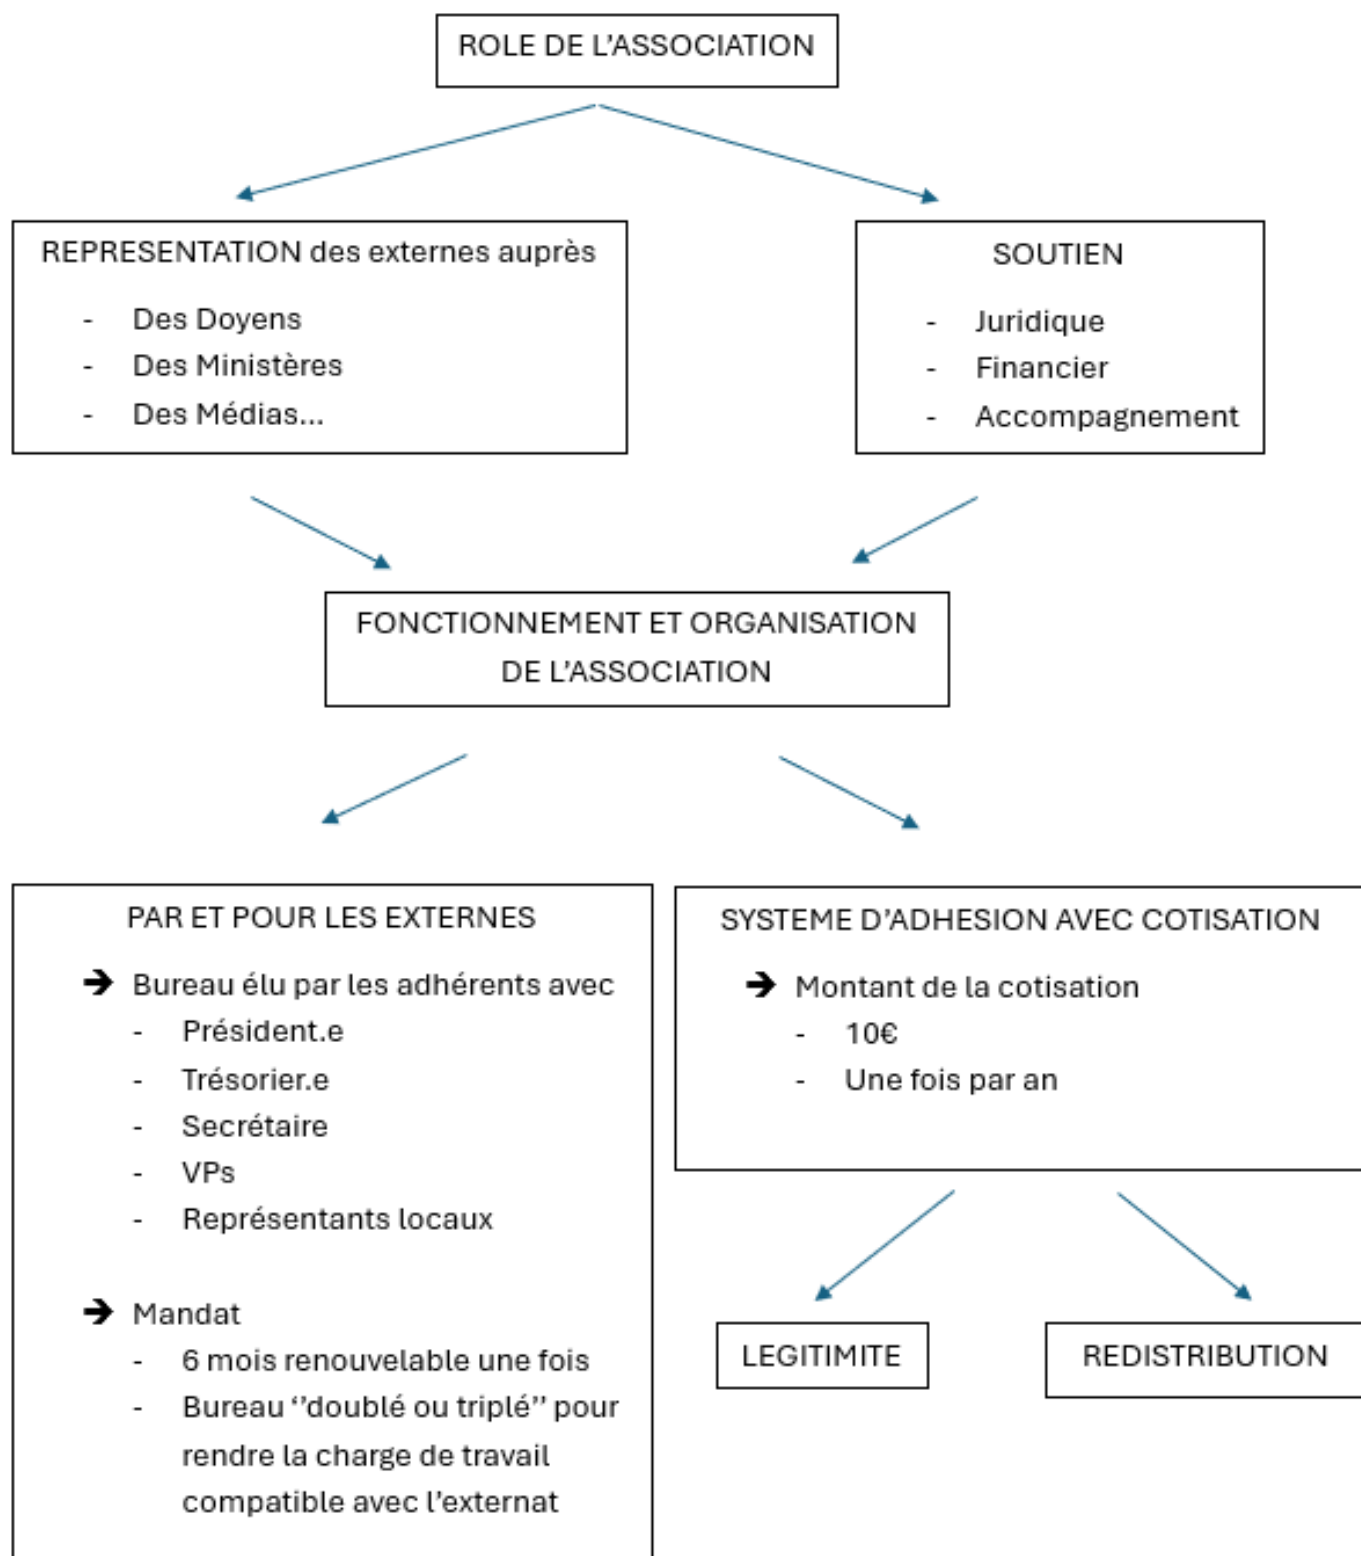 ROLE DE L'ASSOCIATION
REPRESENTATION des externes auprès
- Des Doyens
- Des Ministères
- Des Médias...
SOUTIEN
- Juridique
- Financier
- Accompagnement
FONCTIONNEMENT ET ORGANISATION
DE L'ASSOCIATION
PAR ET POUR LES EXTERNES
➔ Bureau élu par les adhérents avec
- Président.e
- Trésorier.e
- Secrétaire
- VPs
- Représentants locaux
➔ Mandat
- 6 mois renouvelable une fois
- Bureau ‘’doublé ou triplé’’ pour
rendre la charge de travail
compatible avec l'externat
SYSTEME D'ADHESION AVEC COTISATION
➔ Montant de la cotisation
- 10€
- Une fois par an
LEGITIMITE
REDISTRIBUTION